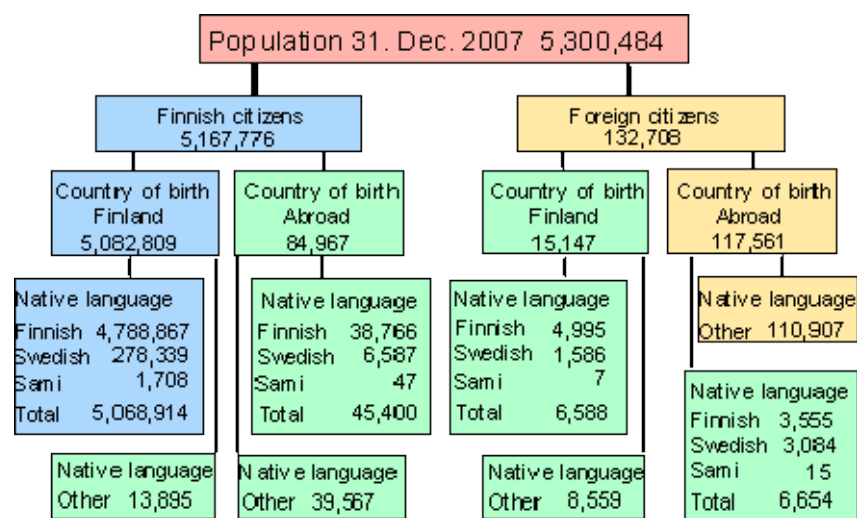 Population 31. Dec. 2007 5,300,484
Finnish citizens
5,167,776
Foreign citizens
132,708
Country of birth
Finland
5,082,809
Country of birth
Abroad
84,967
Country of birth
Finland
15,147
Country of birth
Abroad
117,561
Native language
Finnish 4,788,867
Swedish 278,339
Sami 1,708
Total 5,068,914
Native language
Finnish 38,766
Swedish 6,587
Sami 47
Total 45,400
Native language
Finnish 4,995
Swedish 1,586
Sami 7
Total 6,588
Native language
Other 110,907
Native language
Finnish 3,555
Swedish 3,084
Sami 15
Total 6,654
Native language
Other 13,895
Native language
Other 39,567
Native language
Other 8,559